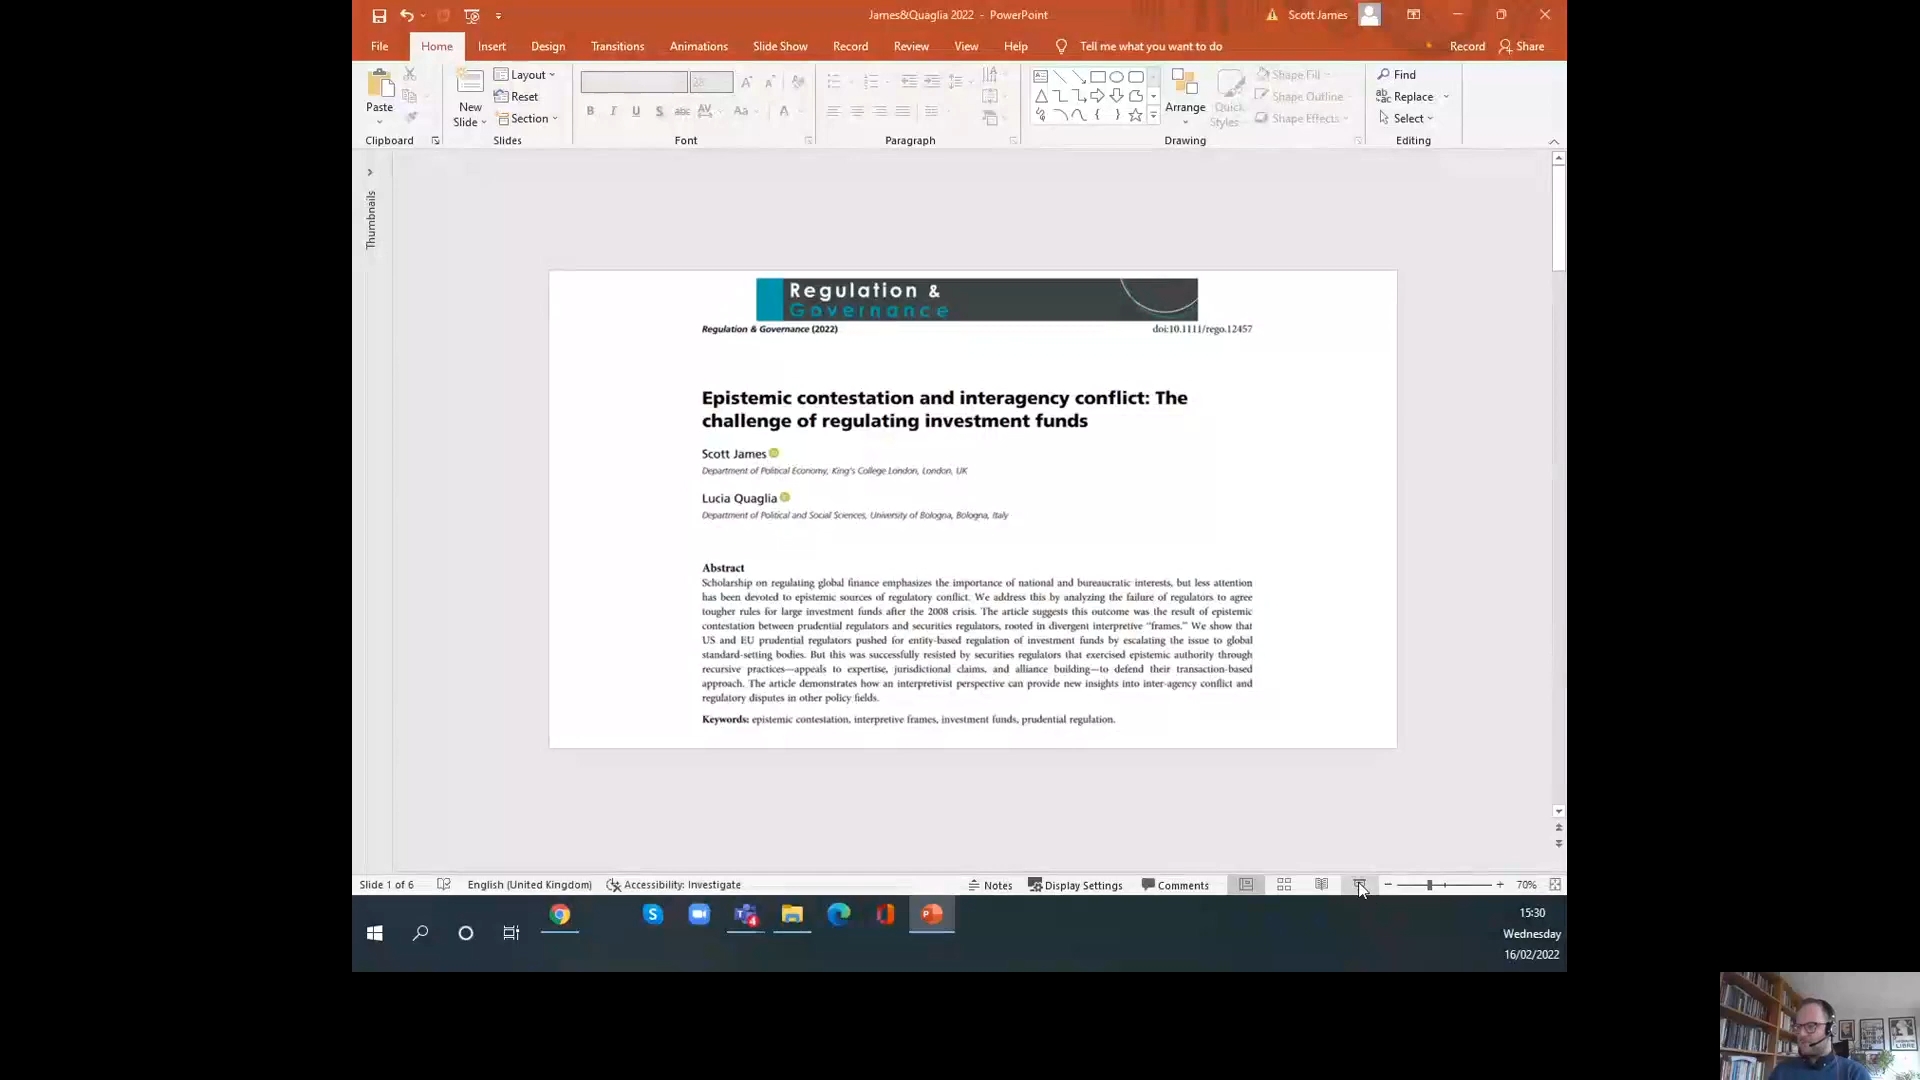 James&Quaglia 2022 - PowerPoint
Scott James
File Home Insert Design Transitions Animations Slide Show Record Review View Help Tell me what you want to do Record Share
Paste
Clipboard
New Slide
Layout
Reset
Section
Slides
28
B I U S abc AV Aa A
Font
Paragraph
Arrange
Quick Styles
Shape Fill
Shape Outline
Shape Effects
Drawing
Find
Replace
Select
Editing
Thumbnails
Regulation &
Governance
Regulation & Governance (2022) doi:10.1111/rego.12457
Epistemic contestation and interagency conflict: The
challenge of regulating investment funds
Scott James
Department of Political Economy, King's College London, London, UK
Lucia Quaglia
Department of Political and Social Sciences, University of Bologna, Bologna, Italy
Abstract
Scholarship on regulating global finance emphasizes the importance of national and bureaucratic interests, but less attention
has been devoted to epistemic sources of regulatory conflict. We address this by analyzing the failure of regulators to agree
tougher rules for large investment funds after the 2008 crisis. The article suggests this outcome was the result of epistemic
contestation between prudential regulators and securities regulators, rooted in divergent interpretive “frames.” We show that
US and EU prudential regulators pushed for entity-based regulation of investment funds by escalating the issue to global
standard-setting bodies. But this was successfully resisted by securities regulators that exercised epistemic authority through
recursive practices—appeals to expertise, jurisdictional claims, and alliance building—to defend their transaction-based
approach. The article demonstrates how an interpretivist perspective can provide new insights into inter-agency conflict and
regulatory disputes in other policy fields.
Keywords: epistemic contestation, interpretive frames, investment funds, prudential regulation.
Slide 1 of 6 English (United Kingdom) Accessibility: Investigate Notes Display Settings Comments 70%
15:30
Wednesday
16/02/2022